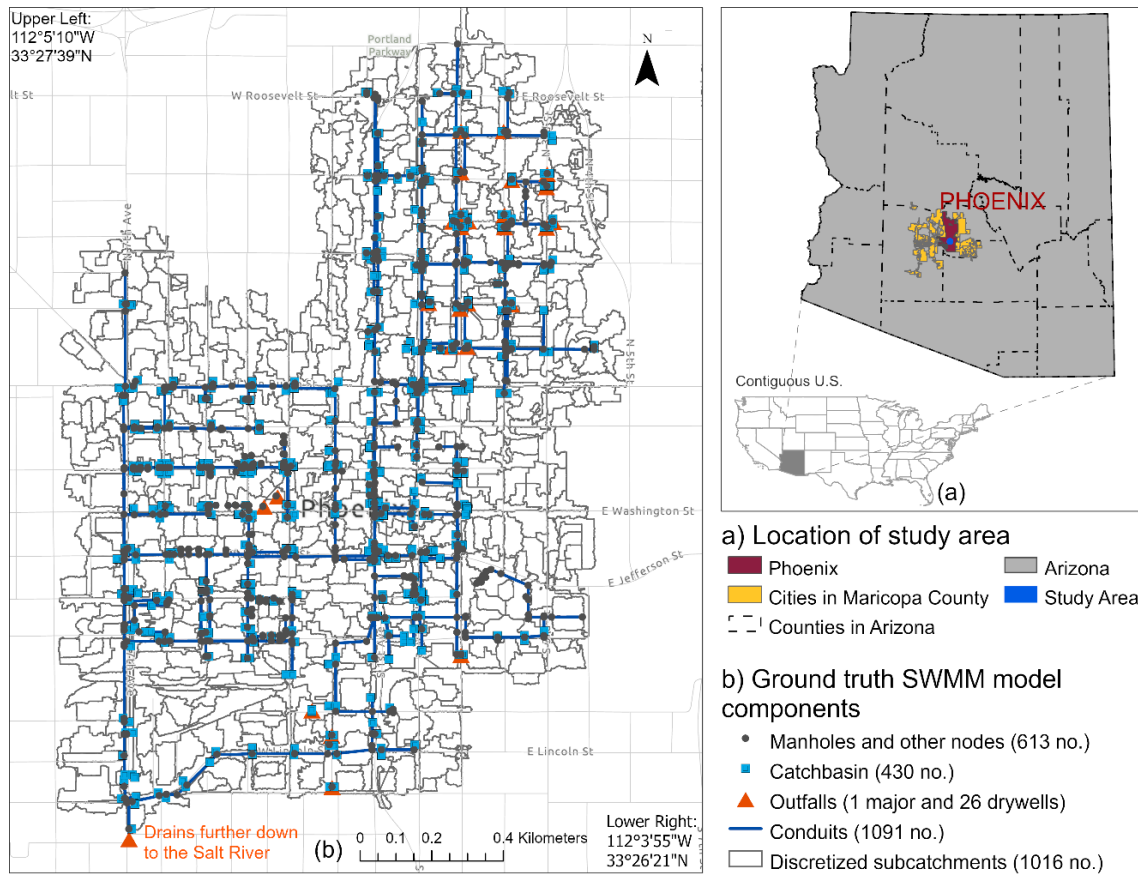 Upper Left:
112°5'10"W
33°27'39"N
Portland
Parkway
N
lt St
W Roosevelt St
E Roosevelt St
N 5th St
Phoenix
E Washington St
E Jefferson St
E Lincoln St
Drains further down
to the Salt River
(b)
0 0.1 0.2 0.4 Kilometers
Lower Right:
112°3'55"W
33°26'21"N
PHOENIX
Contiguous U.S.
(a)
a) Location of study area
Phoenix
Arizona
Cities in Maricopa County
Study Area
Counties in Arizona
b) Ground truth SWMM model
components
Manholes and other nodes (613 no.)
Catchbasin (430 no.)
Outfalls (1 major and 26 drywells)
Conduits (1091 no.)
Discretized subcatchments (1016 no.)